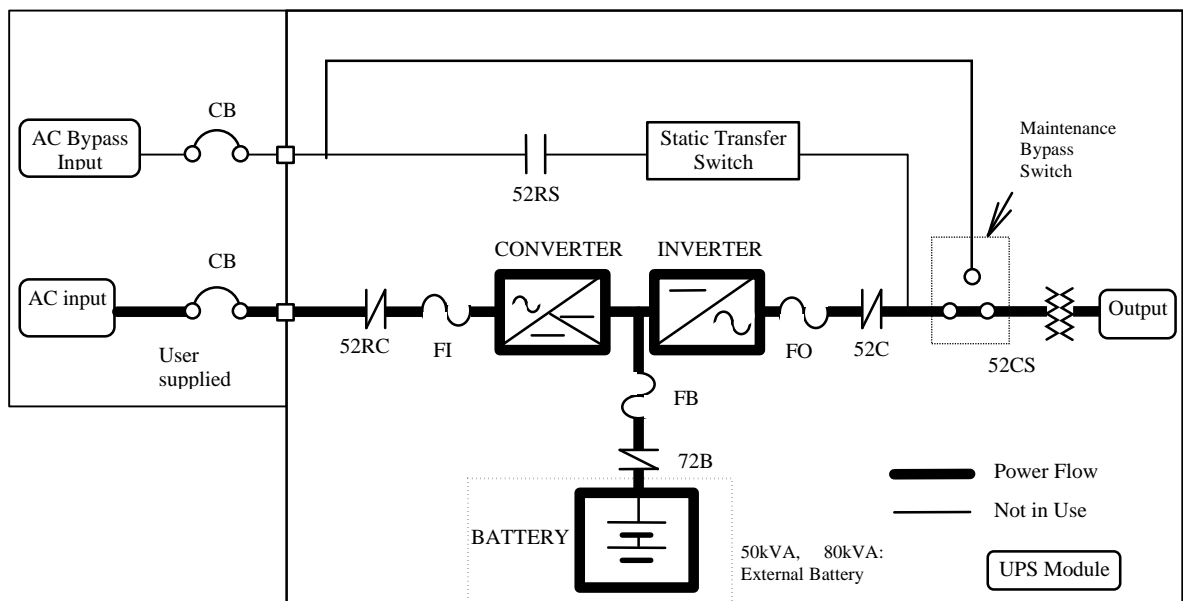 CB
AC Bypass
Input
52RS
Static Transfer
Switch
Maintenance
Bypass
Switch
CB
AC input
User
supplied
52RC
FI
CONVERTER
INVERTER
FO
52C
52CS
Output
FB
72B
BATTERY
50kVA, 80kVA:
External Battery
Power Flow
Not in Use
UPS Module